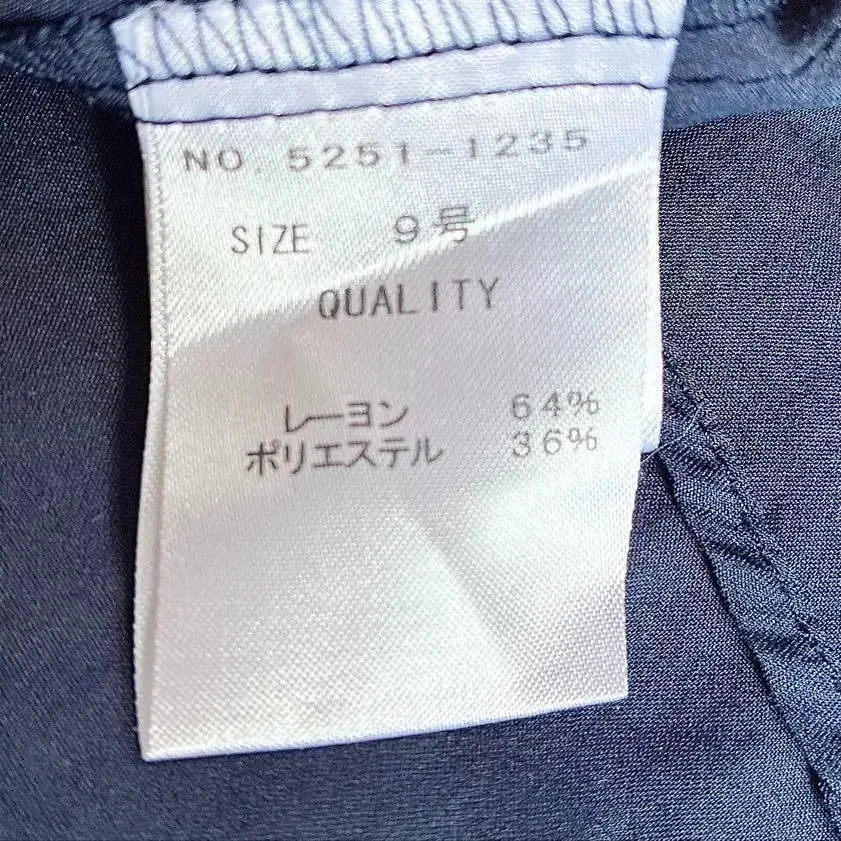 NO. 5251-1235
SIZE 9号
QUALITY
レーヨン 64%
ポリエステル 36%